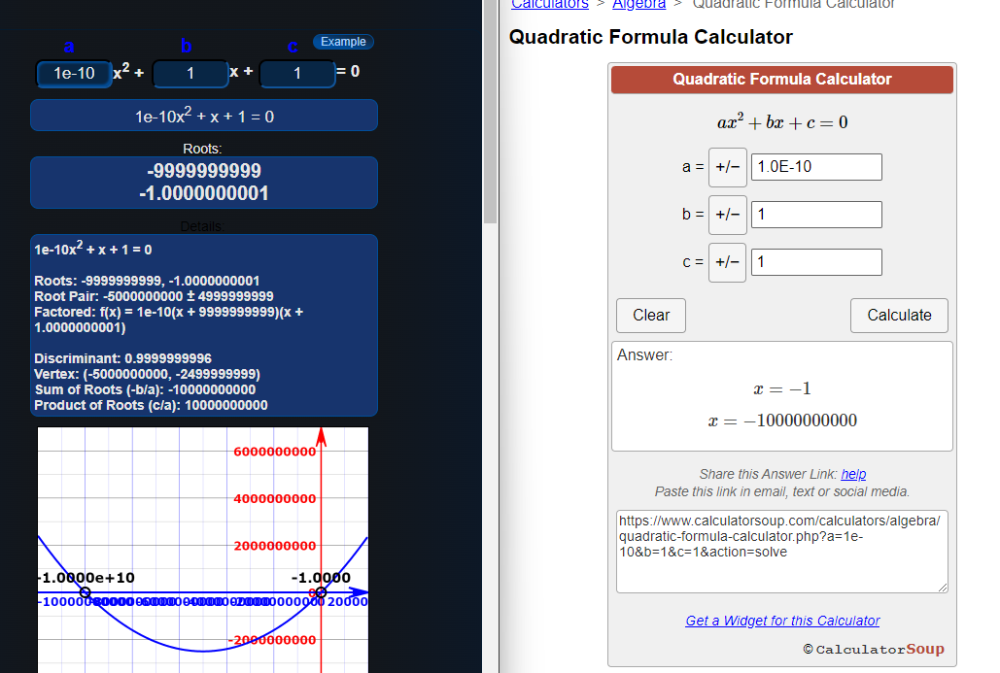 a b c Example
1e-10 x² + 1 x + 1 = 0
1e-10x² + x + 1 = 0
Roots:
-9999999999
-1.0000000001
Details:
1e-10x² + x + 1 = 0
Roots: -9999999999, -1.0000000001
Root Pair: -5000000000 ± 4999999999
Factored: f(x) = 1e-10(x + 9999999999)(x +
1.0000000001)
Discriminant: 0.9999999996
Vertex: (-5000000000, -2499999999)
Sum of Roots (-b/a): -10000000000
Product of Roots (c/a): 10000000000
6000000000
4000000000
2000000000
-1.0000e+10 -1.0000
-2000000000
Calculators > Algebra > Quadratic Formula Calculator
Quadratic Formula Calculator
Quadratic Formula Calculator
ax² + bx + c = 0
a = +/− 1.0E-10
b = +/− 1
c = +/− 1
Clear Calculate
Answer:
x = −1
x = −10000000000
Share this Answer Link: help
Paste this link in email, text or social media.
https://www.calculatorsoup.com/calculators/algebra/
quadratic-formula-calculator.php?a=1e-
10&b=1&c=1&action=solve
Get a Widget for this Calculator
© CalculatorSoup